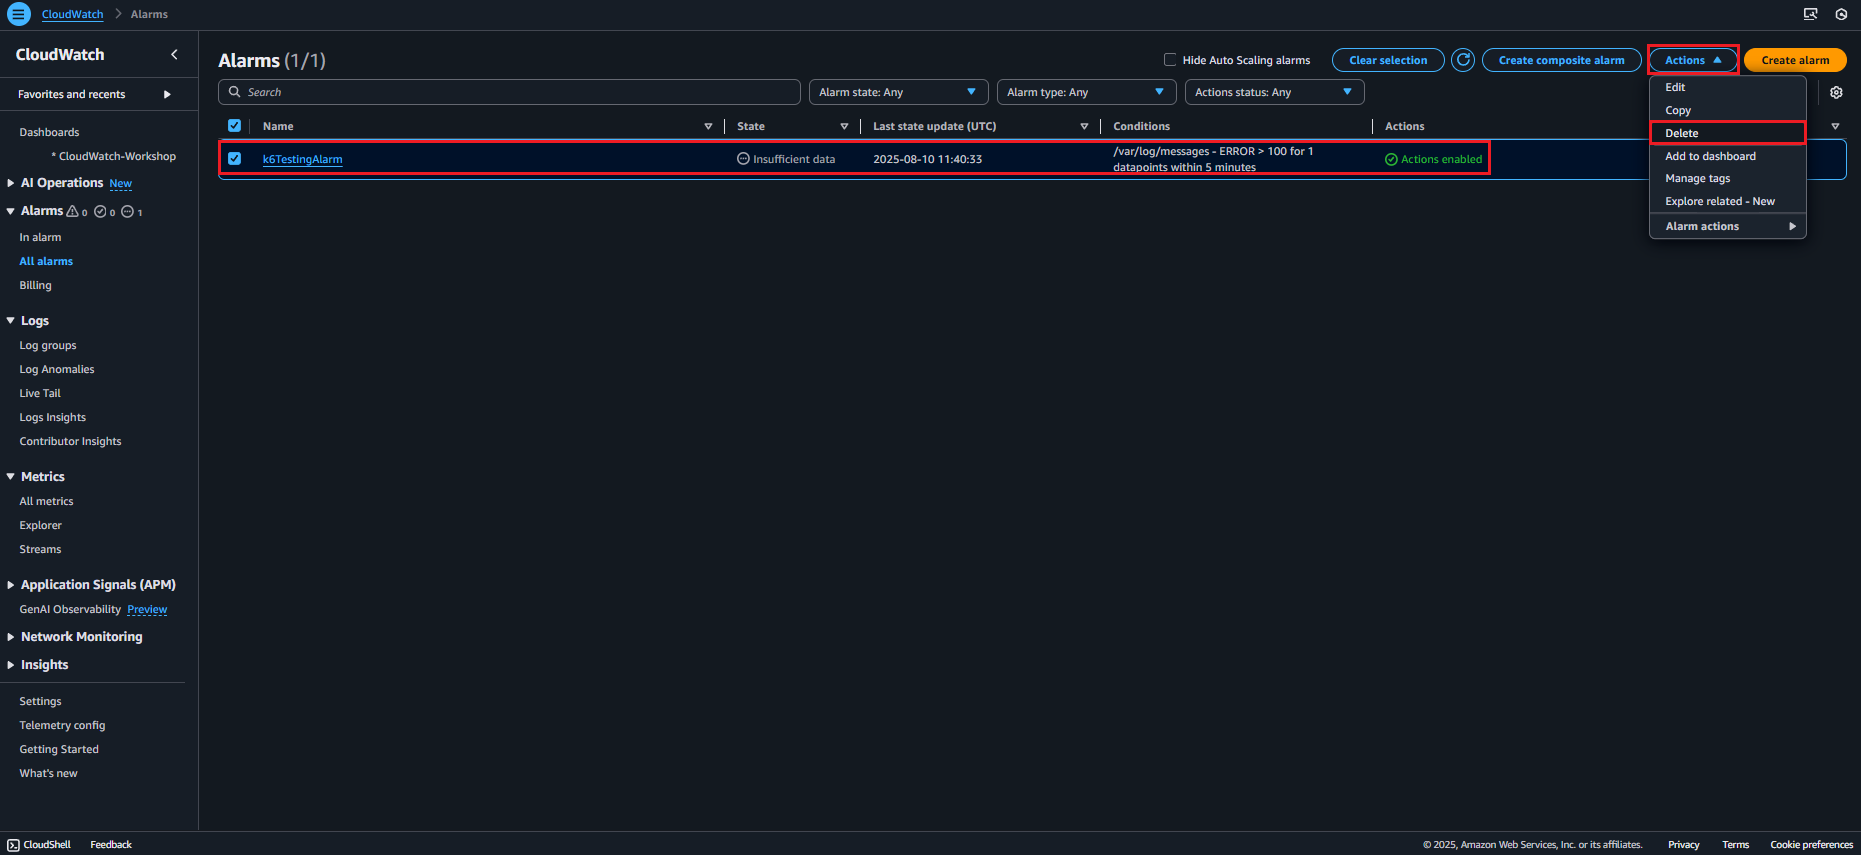 CloudWatch > Alarms
CloudWatch
Favorites and recents
Dashboards
* CloudWatch-Workshop
AI Operations New
Alarms 0 0 1
In alarm
All alarms
Billing
Logs
Log groups
Log Anomalies
Live Tail
Logs Insights
Contributor Insights
Metrics
All metrics
Explorer
Streams
Application Signals (APM)
GenAI Observability Preview
Network Monitoring
Insights
Settings
Telemetry config
Getting Started
What's new
Alarms (1/1)
Hide Auto Scaling alarms
Clear selection
Create composite alarm
Actions
Create alarm
Search
Alarm state: Any
Alarm type: Any
Actions status: Any
Name State Last state update (UTC) Conditions Actions
k6TestingAlarm Insufficient data 2025-08-10 11:40:33 /var/log/messages - ERROR > 100 for 1
datapoints within 5 minutes
Actions enabled
Edit
Copy
Delete
Add to dashboard
Manage tags
Explore related - New
Alarm actions
CloudShell Feedback © 2025, Amazon Web Services, Inc. or its affiliates. Privacy Terms Cookie preferences